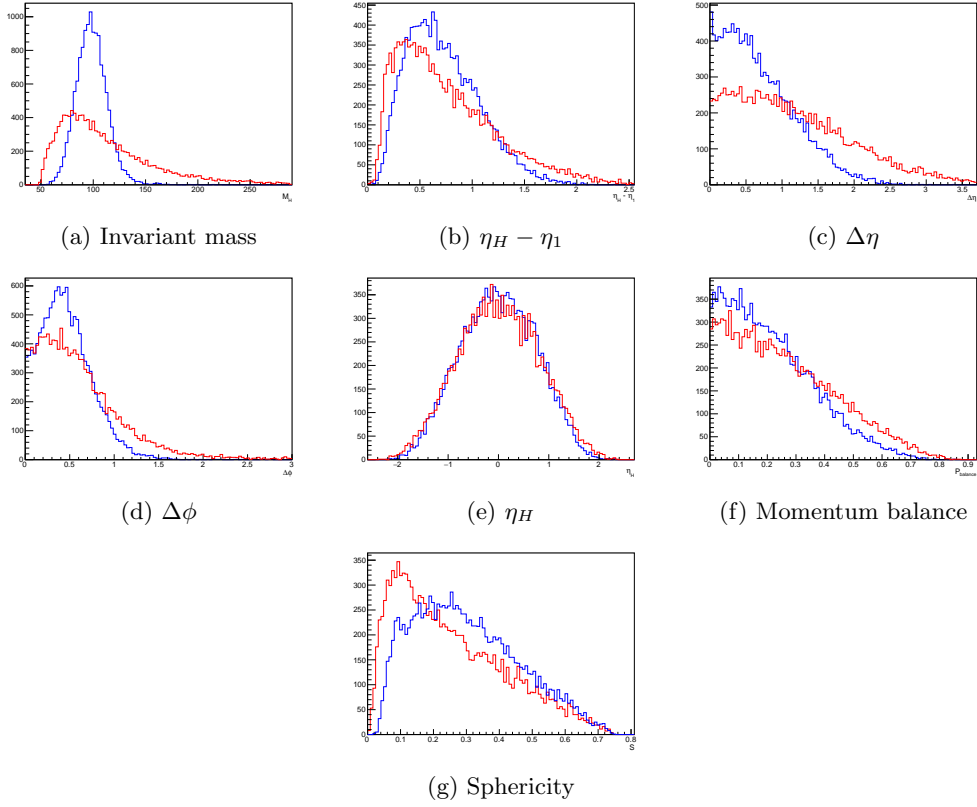 1000
800
600
400
200
0
50 100 150 200 250
M_H
(a) Invariant mass
450
400
350
300
250
200
150
100
50
0
0 0.5 1 1.5 2 2.5
η_H - η_1
(b) η_H − η_1
500
400
300
200
100
0
0 0.5 1 1.5 2 2.5 3 3.5
Δη
(c) Δη
600
500
400
300
200
100
0
0 0.5 1 1.5 2 2.5 3
Δϕ
(d) Δϕ
350
300
250
200
150
100
50
0
−2 −1 0 1 2
η_H
(e) η_H
350
300
250
200
150
100
50
0
0.1 0.2 0.3 0.4 0.5 0.6 0.7 0.8 0.9
P_balance
(f) Momentum balance
350
300
250
200
150
100
50
0
0 0.1 0.2 0.3 0.4 0.5 0.6 0.7 0.8
S
(g) Sphericity